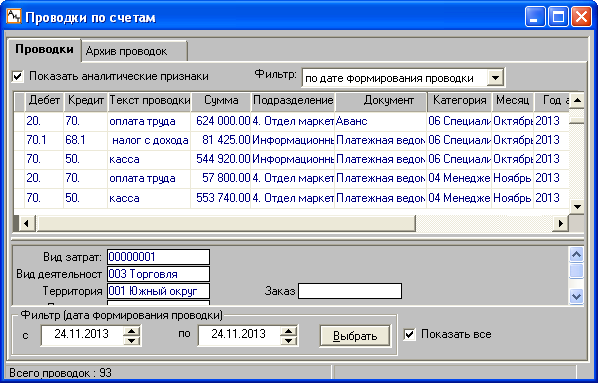 Проводки по счетам
Проводки Архив проводок
Показать аналитические признаки Фильтр: по дате формирования проводки
Дебет Кредит Текст проводки Сумма Подразделение Документ Категория Месяц Год а
20. 70. оплата труда 624 000.00 4. Отдел маркет Аванс 06 Специали Октябрь 2013
70.1 68.1 налог с дохода 81 425.00 Информационны Платежная ведом 06 Специали Октябрь 2013
70. 50. касса 544 920.00 Информационны Платежная ведом 06 Специали Октябрь 2013
20. 70. оплата труда 57 800.00 4. Отдел маркет Платежная ведом 04 Менедже Ноябрь 2013
70. 50. касса 553 740.00 4. Отдел маркет Платежная ведом 04 Менедже Ноябрь 2013
Вид затрат: 00000001
Вид деятельност 003 Торговля
Территория 001 Южный округ Заказ
Фильтр (дата формирования проводки)
с 24.11.2013 по 24.11.2013 Выбрать Показать все
Всего проводок : 93